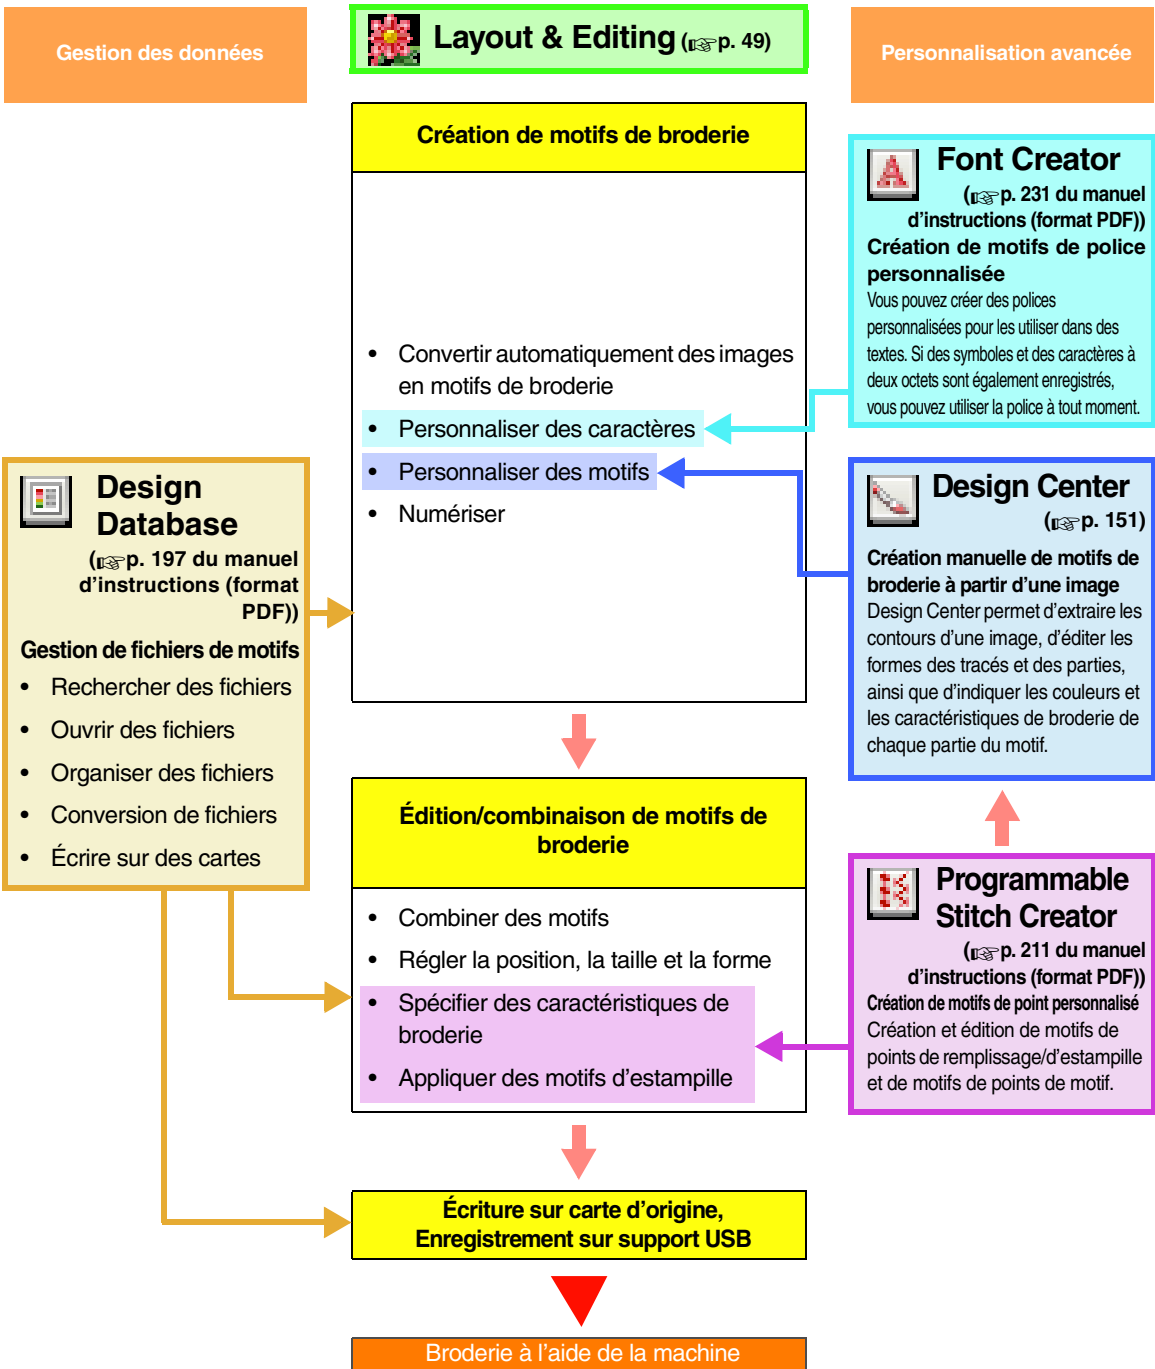 Gestion des données
Layout & Editing (☞p. 49)
Personnalisation avancée
Création de motifs de broderie
• Convertir automatiquement des images
en motifs de broderie
• Personnaliser des caractères
• Personnaliser des motifs
• Numériser
Font Creator
(☞p. 231 du manuel
d'instructions (format PDF))
Création de motifs de police
personnalisée
Vous pouvez créer des polices
personnalisées pour les utiliser dans des
textes. Si des symboles et des caractères à
deux octets sont également enregistrés,
vous pouvez utiliser la police à tout moment.
Design
Database
(☞p. 197 du manuel
d'instructions (format
PDF))
Gestion de fichiers de motifs
• Rechercher des fichiers
• Ouvrir des fichiers
• Organiser des fichiers
• Conversion de fichiers
• Écrire sur des cartes
Design Center
(☞p. 151)
Création manuelle de motifs de
broderie à partir d'une image
Design Center permet d'extraire les
contours d'une image, d'éditer les
formes des tracés et des parties,
ainsi que d'indiquer les couleurs et
les caractéristiques de broderie de
chaque partie du motif.
Édition/combinaison de motifs de
broderie
• Combiner des motifs
• Régler la position, la taille et la forme
• Spécifier des caractéristiques de
broderie
• Appliquer des motifs d'estampille
Programmable
Stitch Creator
(☞p. 211 du manuel
d'instructions (format PDF))
Création de motifs de point personnalisé
Création et édition de motifs de
points de remplissage/d'estampille
et de motifs de points de motif.
Écriture sur carte d'origine,
Enregistrement sur support USB
Broderie à l'aide de la machine